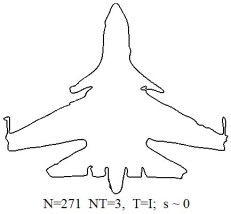 N=271 NT=3, T=I; s ~ 0